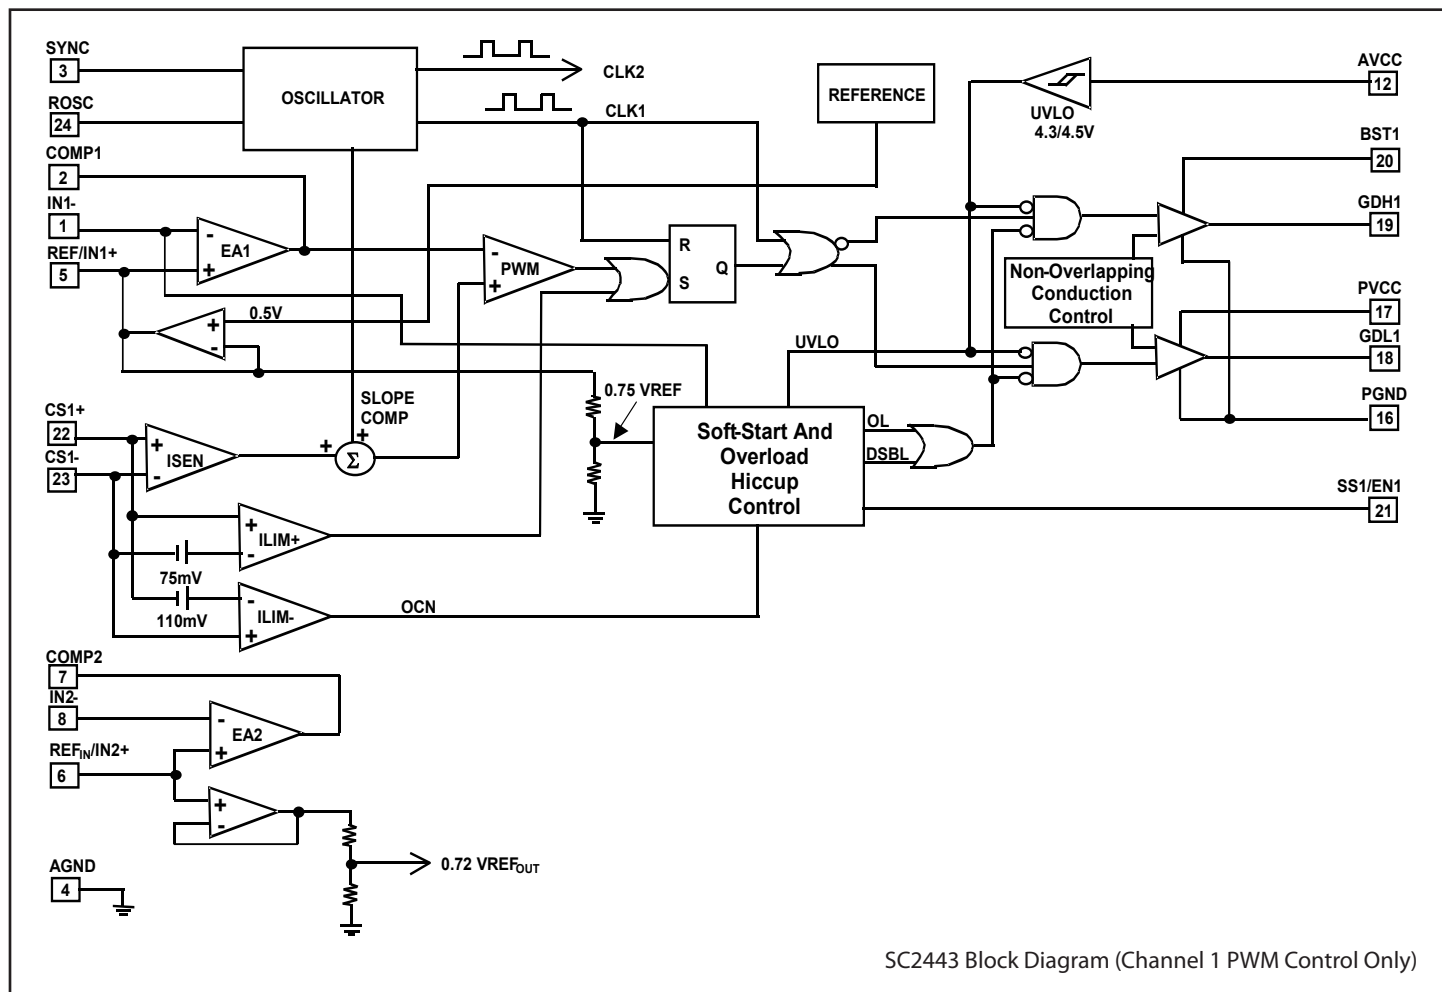 SYNC
3
ROSC
24
COMP1
2
IN1-
1
REF/IN1+
5
OSCILLATOR
CLK2
CLK1
REFERENCE
UVLO
4.3/4.5V
AVCC
12
BST1
20
GDH1
19
PVCC
17
GDL1
18
PGND
16
SS1/EN1
21
-
EA1
+
-
PWM
+
R
Q
S
Non-Overlapping
Conduction
Control
0.5V
+
-
UVLO
SLOPE
COMP
0.75 VREF
CS1+
22
CS1-
23
+
ISEN
-
+
+
Σ
Soft-Start And
Overload
Hiccup
Control
OL
DSBL
+
ILIM+
-
75mV
110mV
-
ILIM-
+
OCN
COMP2
7
IN2-
8
REFIN/IN2+
6
-
EA2
+
+
-
0.72 VREFOUT
AGND
4
SC2443 Block Diagram (Channel 1 PWM Control Only)